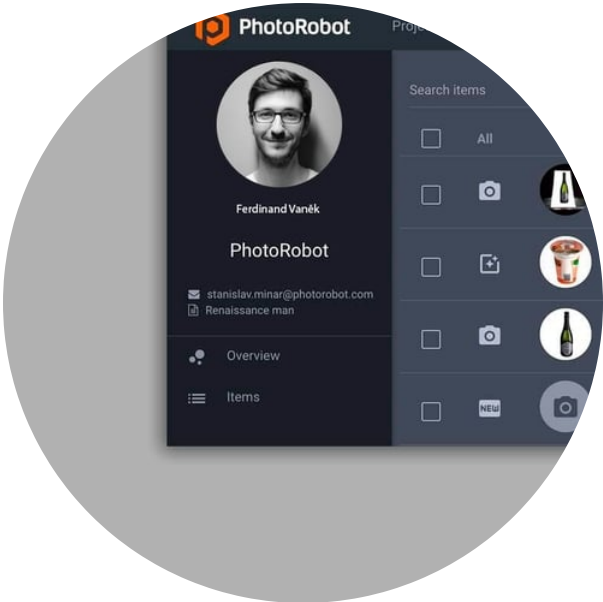 PhotoRobot
Search items
All
Ferdinand Vaněk
PhotoRobot
stanislav.minar@photorobot.com
Renaissance man
Overview
Items
NEW